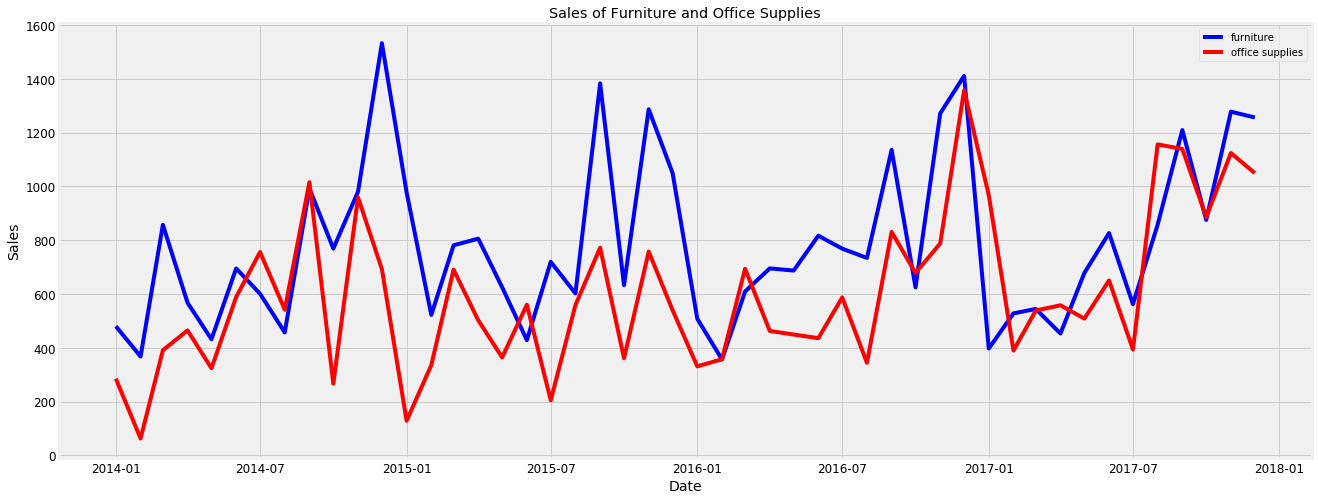 Sales of Furniture and Office Supplies
1600
furniture
office supplies
1400
1200
1000
Sales
800
600
400
200
0
2014-01 2014-07 2015-01 2015-07 2016-01 2016-07 2017-01 2017-07 2018-01
Date